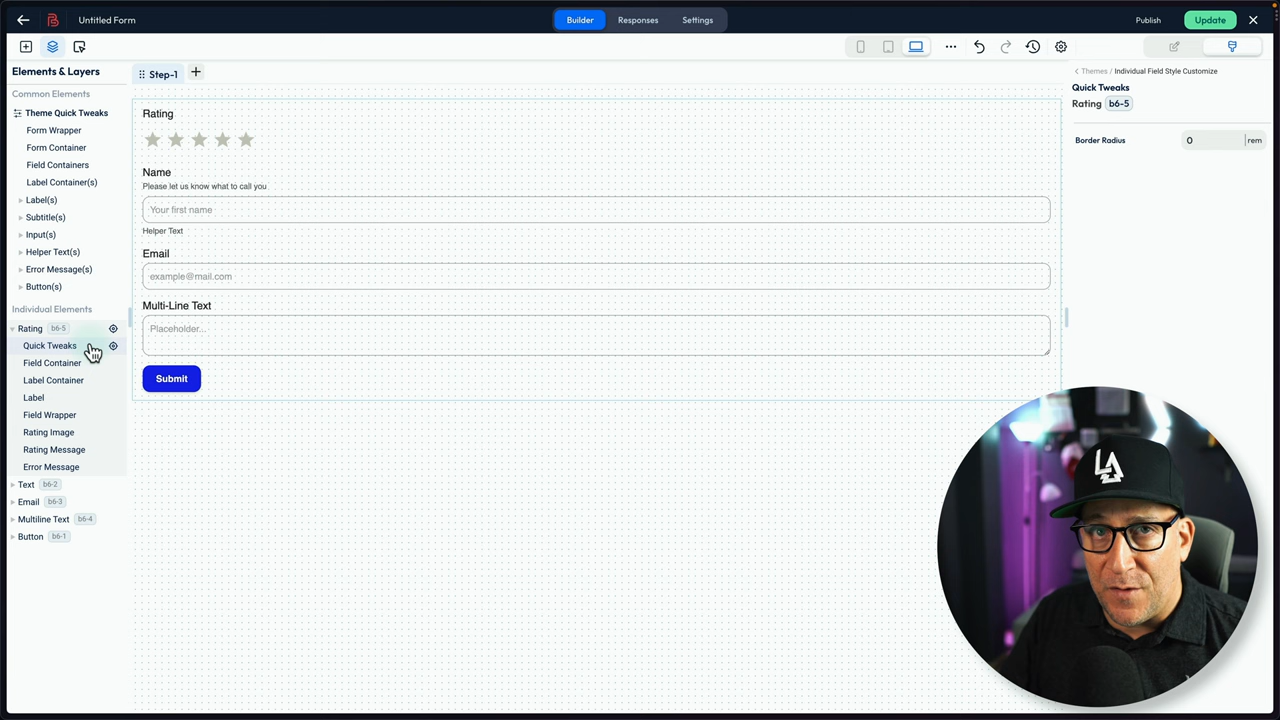 Untitled Form
Builder
Responses
Settings
Publish
Update
Elements & Layers
Common Elements
Theme Quick Tweaks
Form Wrapper
Form Container
Field Containers
Label Container(s)
Label(s)
Subtitle(s)
Input(s)
Helper Text(s)
Error Message(s)
Button(s)
Individual Elements
Rating b6-5
Quick Tweaks
Field Container
Label Container
Label
Field Wrapper
Rating Image
Rating Message
Error Message
Text b6-2
Email b6-3
Multiline Text b6-4
Button b6-1
Step-1
Rating
Name
Please let us know what to call you
Your first name
Helper Text
Email
example@mail.com
Multi-Line Text
Placeholder...
Submit
Themes / Individual Field Style Customize
Quick Tweaks
Rating b6-5
Border Radius 0 rem
LA